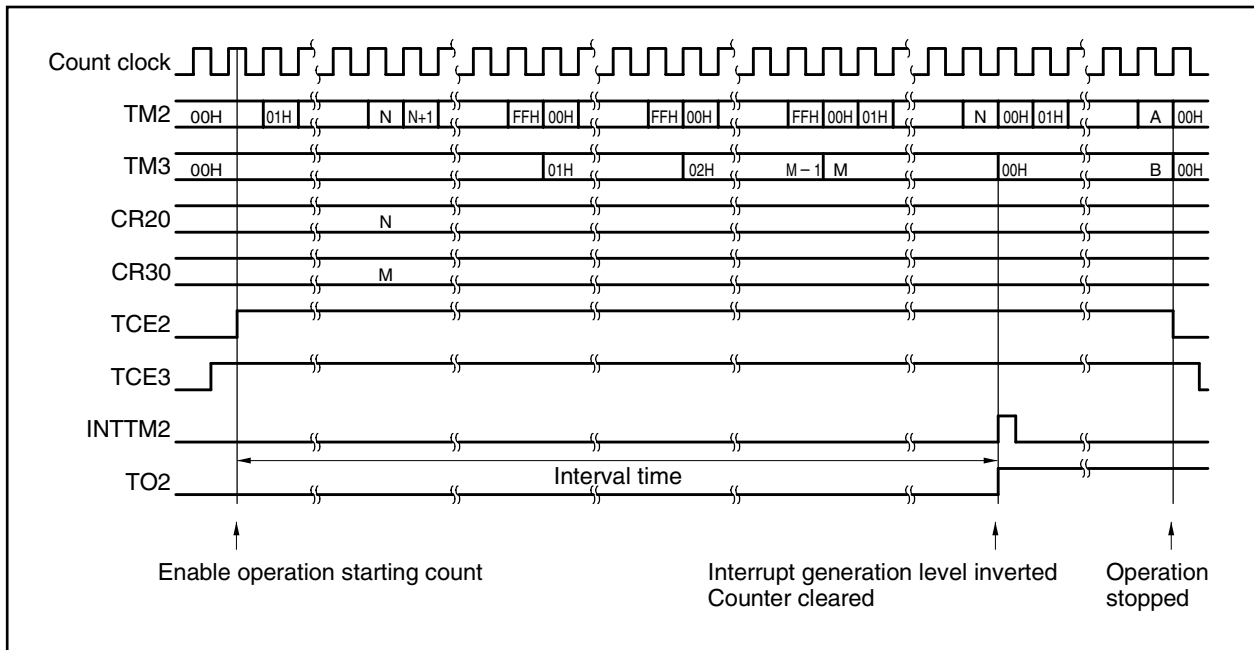 Count clock
TM2 00H 01H N N+1 FFH 00H FFH 00H FFH 00H 01H N 00H 01H A 00H
TM3 00H 01H 02H M – 1 M 00H B 00H
CR20 N
CR30 M
TCE2
TCE3
INTTM2
Interval time
TO2
Enable operation starting count
Interrupt generation level inverted
Counter cleared
Operation
stopped